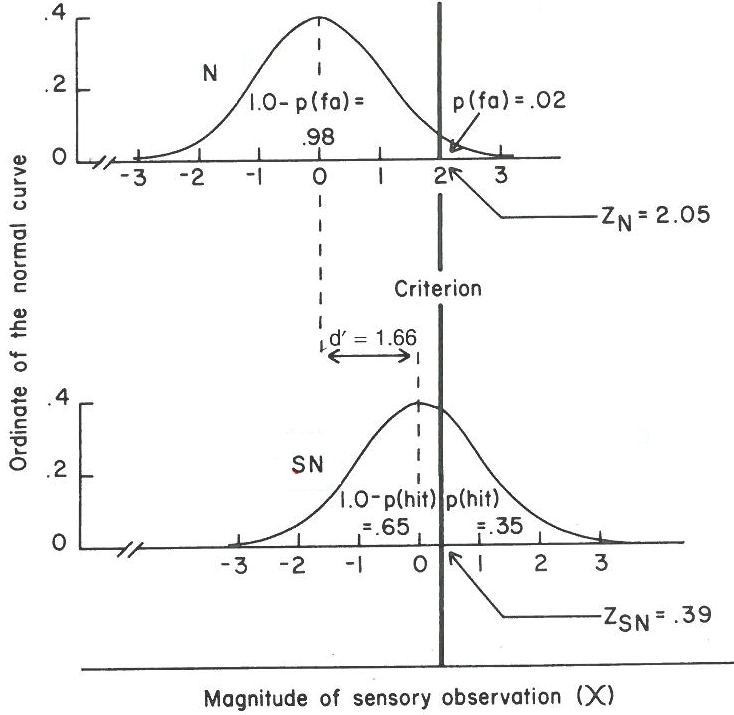 .4
.2
0
N
1.0- p(fa)=
.98
p(fa)=.02
-3 -2 -1 0 1 2 3
Z_N = 2.05
Criterion
d′ = 1.66
Ordinate of the normal curve
.4
.2
0
SN
1.0-p(hit) p(hit)
=.65 =.35
-3 -2 -1 0 1 2 3
Z_SN = .39
Magnitude of sensory observation (X)